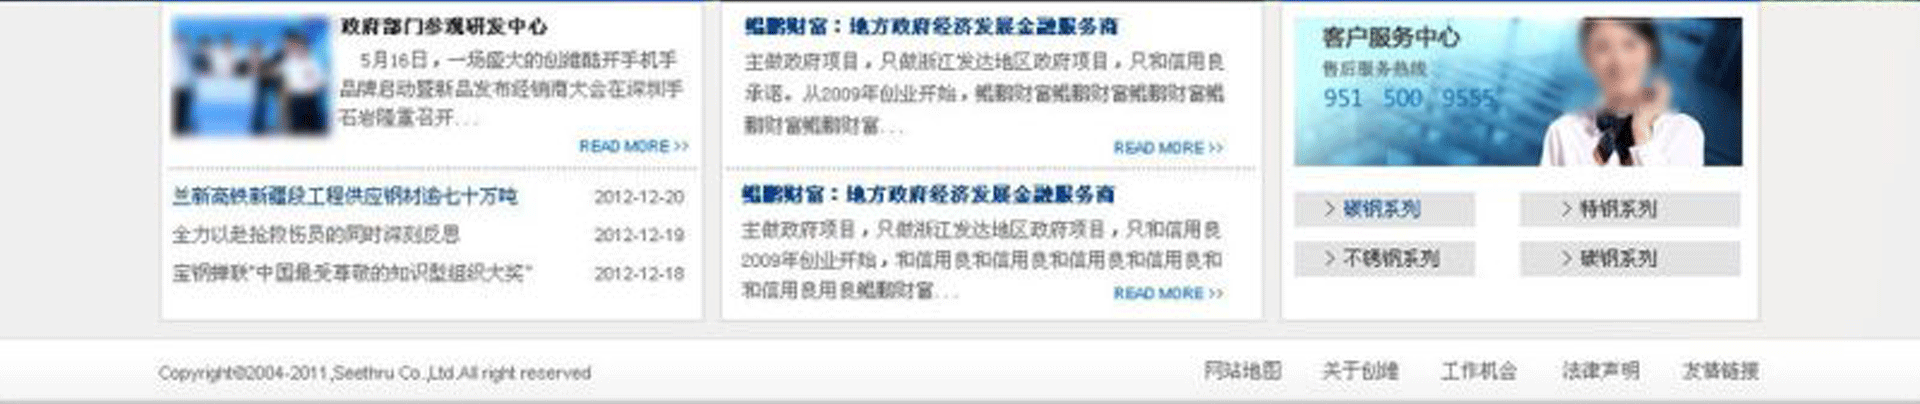 政府部门参观研发中心
5月16日，一场盛大的创维酷开手机手
品牌启动暨新品发布经销商大会在深圳手
石岩隆重召开...
READ MORE >>
兰新高铁新疆段工程供应钢材逾七十万吨 2012-12-20
全力以赴抢救伤员的同时深刻反思 2012-12-19
宝钢蝉联"中国最受尊敬的知识型组织大奖" 2012-12-18
鲲鹏财富：地方政府经济发展金融服务商
主做政府项目，只做浙江发达地区政府项目，只和信用良
承诺。从2009年创业开始，鲲鹏财富鲲鹏财富鲲鹏财富鲲
鹏财富鲲鹏财富...
READ MORE >>
鲲鹏财富：地方政府经济发展金融服务商
主做政府项目，只做浙江发达地区政府项目，只和信用良
2009年创业开始，和信用良和信用良和信用良和信用良和
和信用良用良鲲鹏财富...
READ MORE >>
客户服务中心
售后服务热线
951 500 9555
> 碳钢系列
> 特钢系列
> 不锈钢系列
> 碳钢系列
Copyright©2004-2011,Seethru Co.,Ltd.All right reserved
网站地图 关于创维 工作机会 法律声明 友情链接